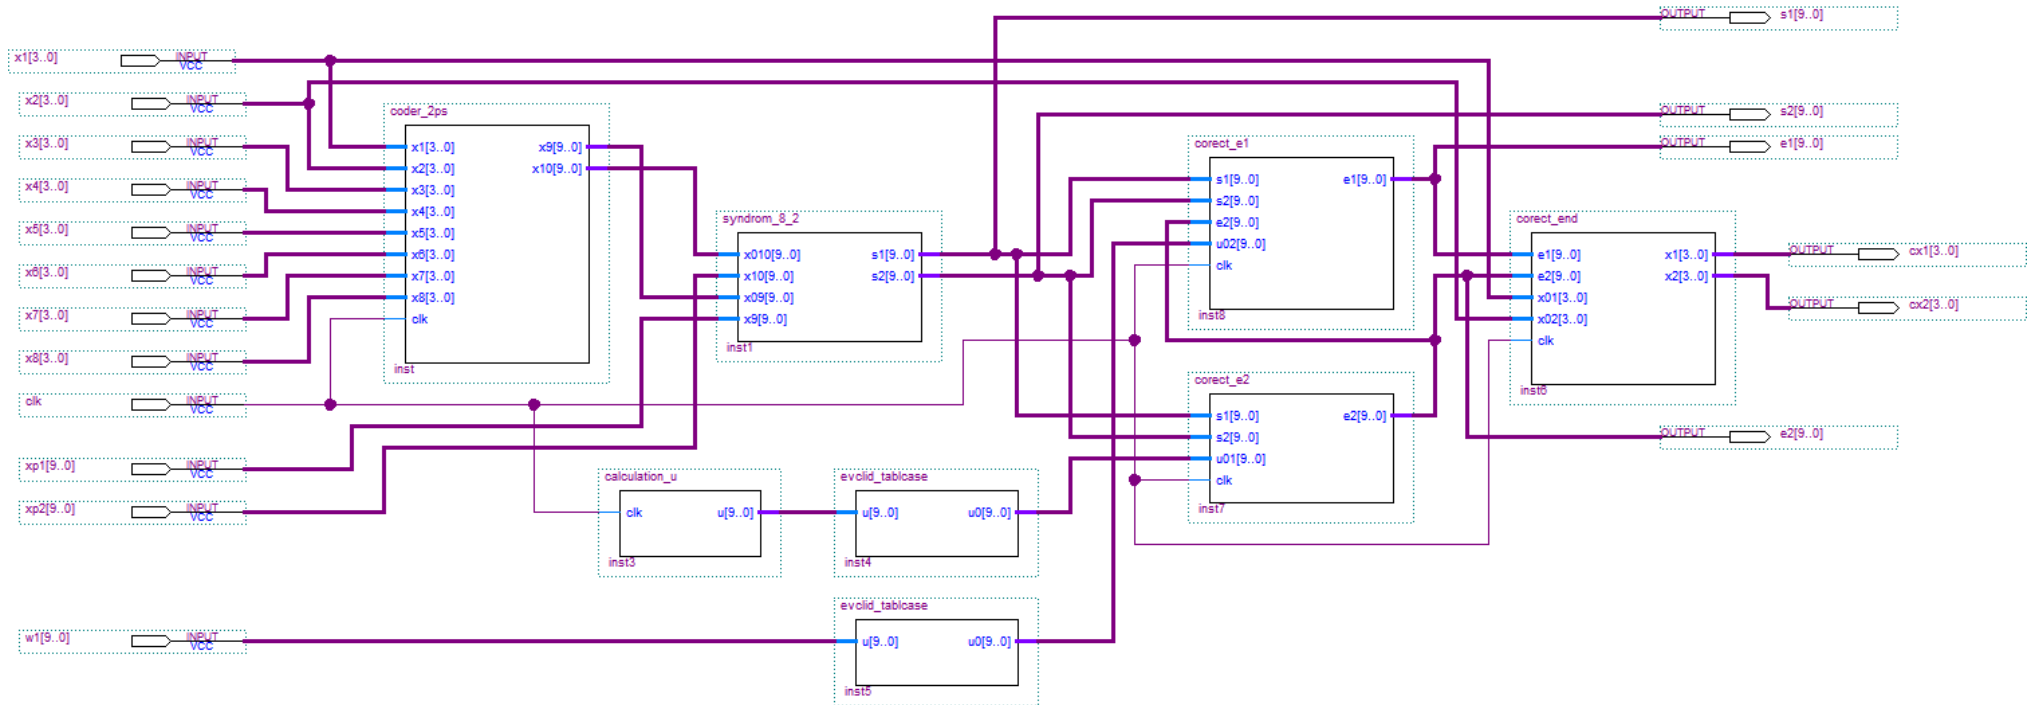 OUTPUT s1[9..0]
x1[3..0] INPUT VCC
x2[3..0] INPUT VCC
x3[3..0] INPUT VCC
x4[3..0] INPUT VCC
x5[3..0] INPUT VCC
x6[3..0] INPUT VCC
x7[3..0] INPUT VCC
x8[3..0] INPUT VCC
clk INPUT VCC
xp1[9..0] INPUT VCC
xp2[9..0] INPUT VCC
w1[9..0] INPUT VCC
coder_2ps
x1[3..0] x9[9..0]
x2[3..0] x10[9..0]
x3[3..0]
x4[3..0]
x5[3..0]
x6[3..0]
x7[3..0]
x8[3..0]
clk
inst
syndrom_8_2
x010[9..0] s1[9..0]
x10[9..0] s2[9..0]
x09[9..0]
x9[9..0]
inst1
calculation_u
clk u[9..0]
inst3
evclid_tablcase
u[9..0] u0[9..0]
inst4
evclid_tablcase
u[9..0] u0[9..0]
inst5
corect_e1
s1[9..0] e1[9..0]
s2[9..0]
e2[9..0]
u02[9..0]
clk
inst8
corect_e2
s1[9..0] e2[9..0]
s2[9..0]
u01[9..0]
clk
inst7
OUTPUT s2[9..0]
OUTPUT e1[9..0]
corect_end
e1[9..0] x1[3..0]
e2[9..0] x2[3..0]
x01[3..0]
x02[3..0]
clk
inst6
OUTPUT cx1[3..0]
OUTPUT cx2[3..0]
OUTPUT e2[9..0]